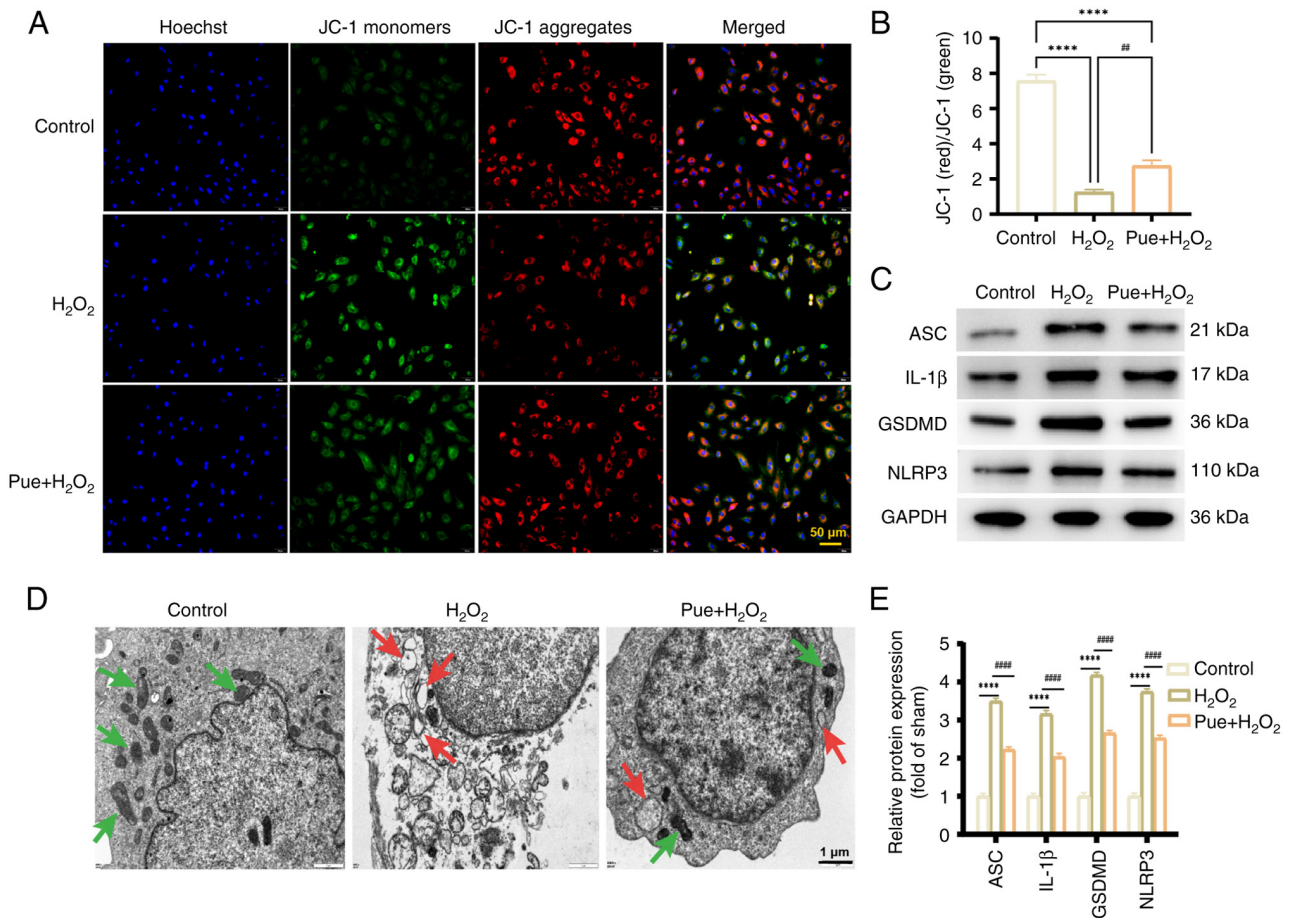 A
Hoechst
JC-1 monomers
JC-1 aggregates
Merged
Control
H₂O₂
Pue+H₂O₂
50 µm
B
JC-1 (red)/JC-1 (green)
10
8
6
4
2
0
****
****
##
Control
H₂O₂
Pue+H₂O₂
C
Control
H₂O₂
Pue+H₂O₂
ASC
21 kDa
IL-1β
17 kDa
GSDMD
36 kDa
NLRP3
110 kDa
GAPDH
36 kDa
D
Control
H₂O₂
Pue+H₂O₂
1 µm
E
Relative protein expression
(fold of sham)
5
4
3
2
1
0
****
####
****
####
****
####
****
####
ASC
IL-1β
GSDMD
NLRP3
Control
H₂O₂
Pue+H₂O₂